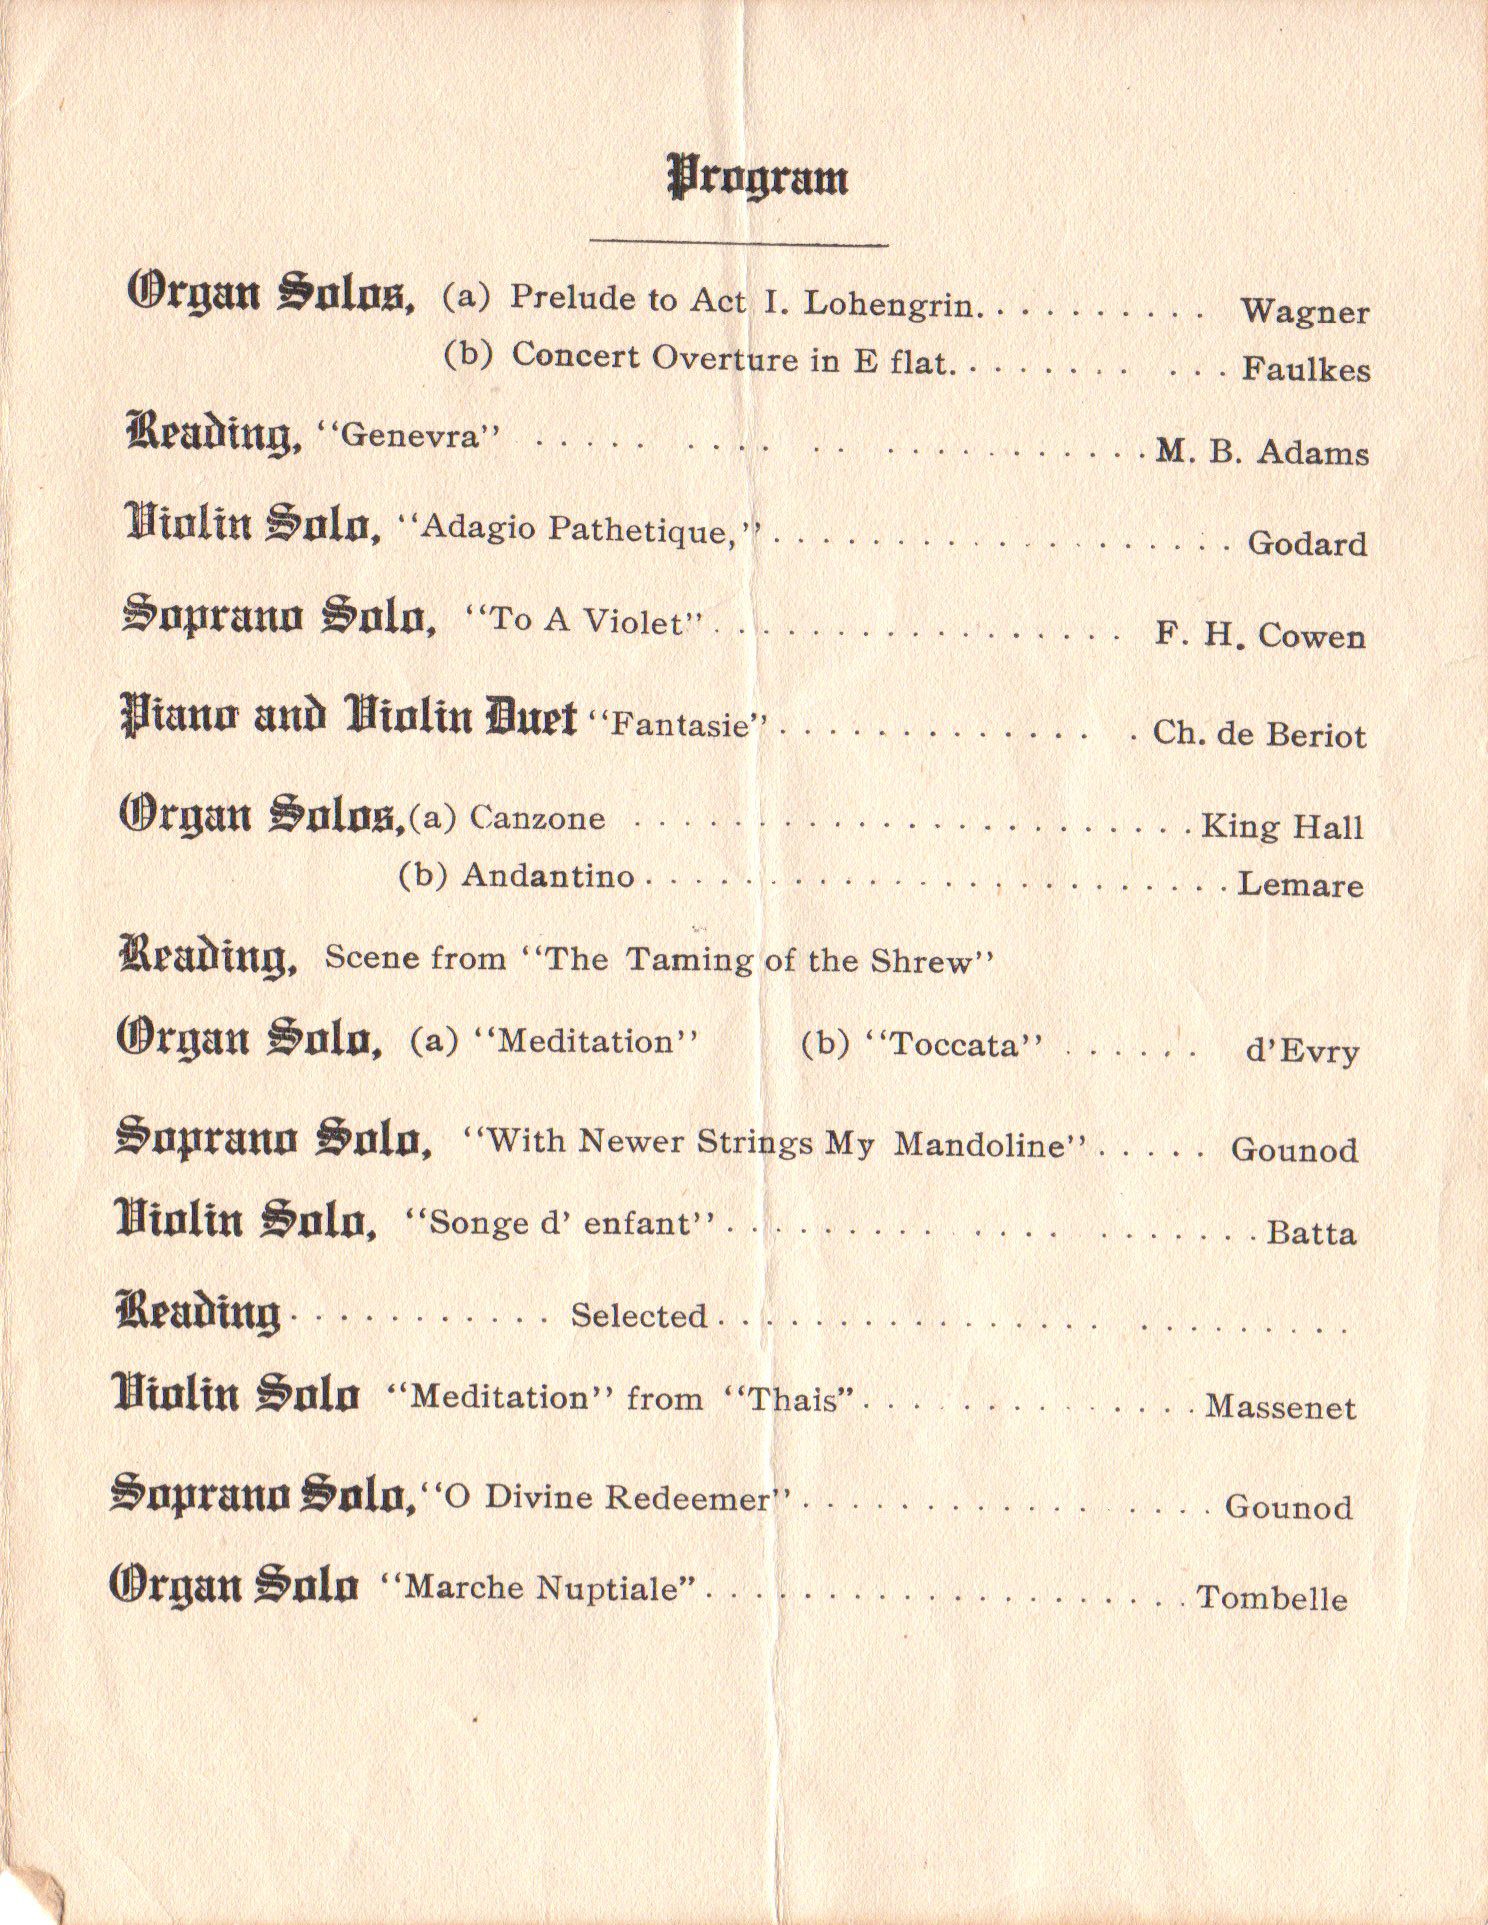 Program
Organ Solos, (a) Prelude to Act I. Lohengrin. . . . . . . . . . Wagner
(b) Concert Overture in E flat. . . . . . . . . . . Faulkes
Reading, "Genevra" . . . . . . . . . . . . . . . . . . . . . . M. B. Adams
Violin Solo, "Adagio Pathetique," . . . . . . . . . . . . . . . . . . . Godard
Soprano Solo, "To A Violet" . . . . . . . . . . . . . . . . . F. H. Cowen
Piano and Violin Duet "Fantasie" . . . . . . . . . . . . . . Ch. de Beriot
Organ Solos, (a) Canzone . . . . . . . . . . . . . . . . . . . . . . . King Hall
(b) Andantino . . . . . . . . . . . . . . . . . . . . . . . . Lemare
Reading, Scene from "The Taming of the Shrew"
Organ Solo, (a) "Meditation" (b) "Toccata" . . . . . . d'Evry
Soprano Solo, "With Newer Strings My Mandoline" . . . . . Gounod
Violin Solo, "Songe d' enfant" . . . . . . . . . . . . . . . . . . . . Batta
Reading . . . . . . . . . . . Selected . . . . . . . . . . . . . . . . . . . . . . . . .
Violin Solo "Meditation" from "Thais" . . . . . . . . . . . . . . Massenet
Soprano Solo, "O Divine Redeemer" . . . . . . . . . . . . . . . . . Gounod
Organ Solo "Marche Nuptiale" . . . . . . . . . . . . . . . . . . . . Tombelle